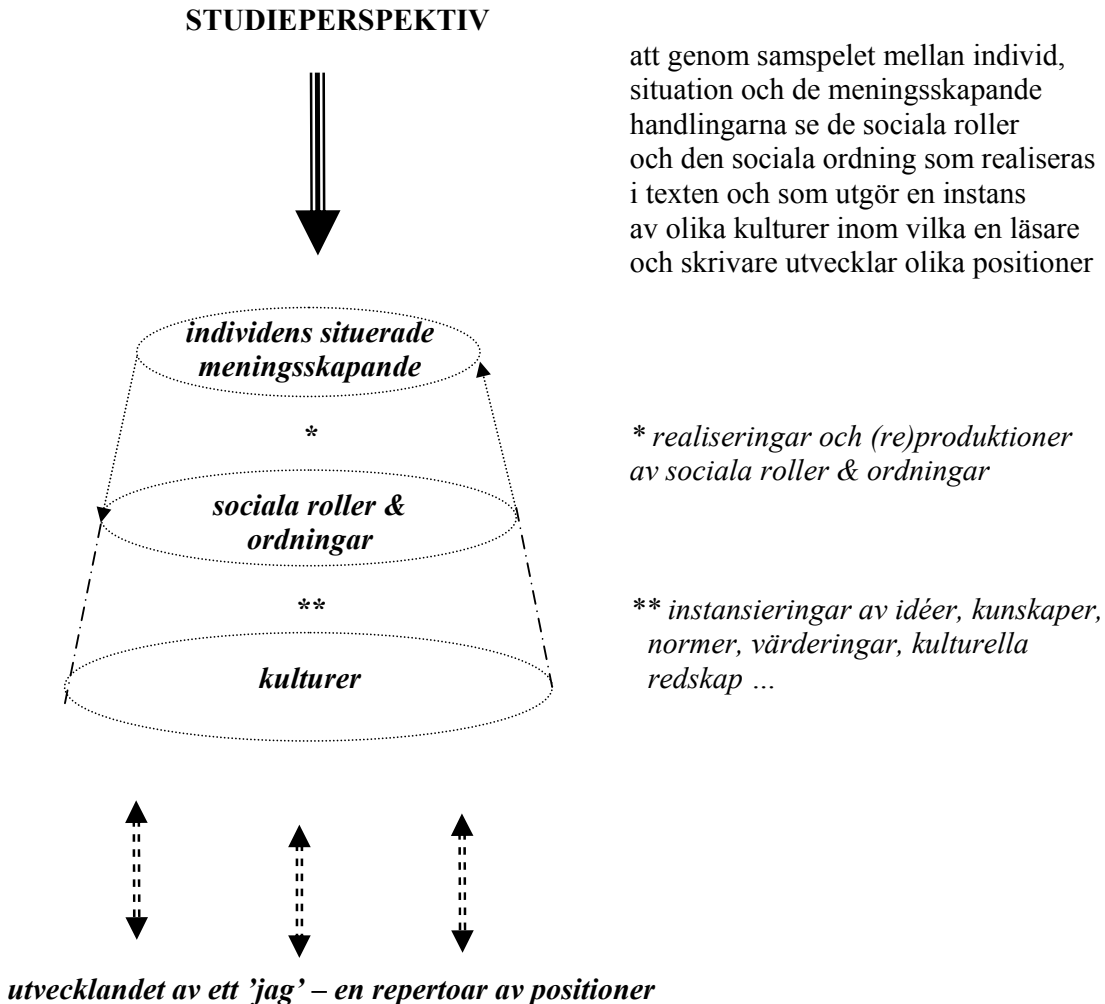 STUDIEPERSPEKTIV
att genom samspelet mellan individ,
situation och de meningsskapande
handlingarna se de sociala roller
och den sociala ordning som realiseras
i texten och som utgör en instans
av olika kulturer inom vilka en läsare
och skrivare utvecklar olika positioner
individens situerade
meningsskapande
*
* realiseringar och (re)produktioner
av sociala roller & ordningar
sociala roller &
ordningar
**
** instansieringar av idéer, kunskaper,
normer, värderingar, kulturella
redskap …
kulturer
utvecklandet av ett ’jag’ – en repertoar av positioner